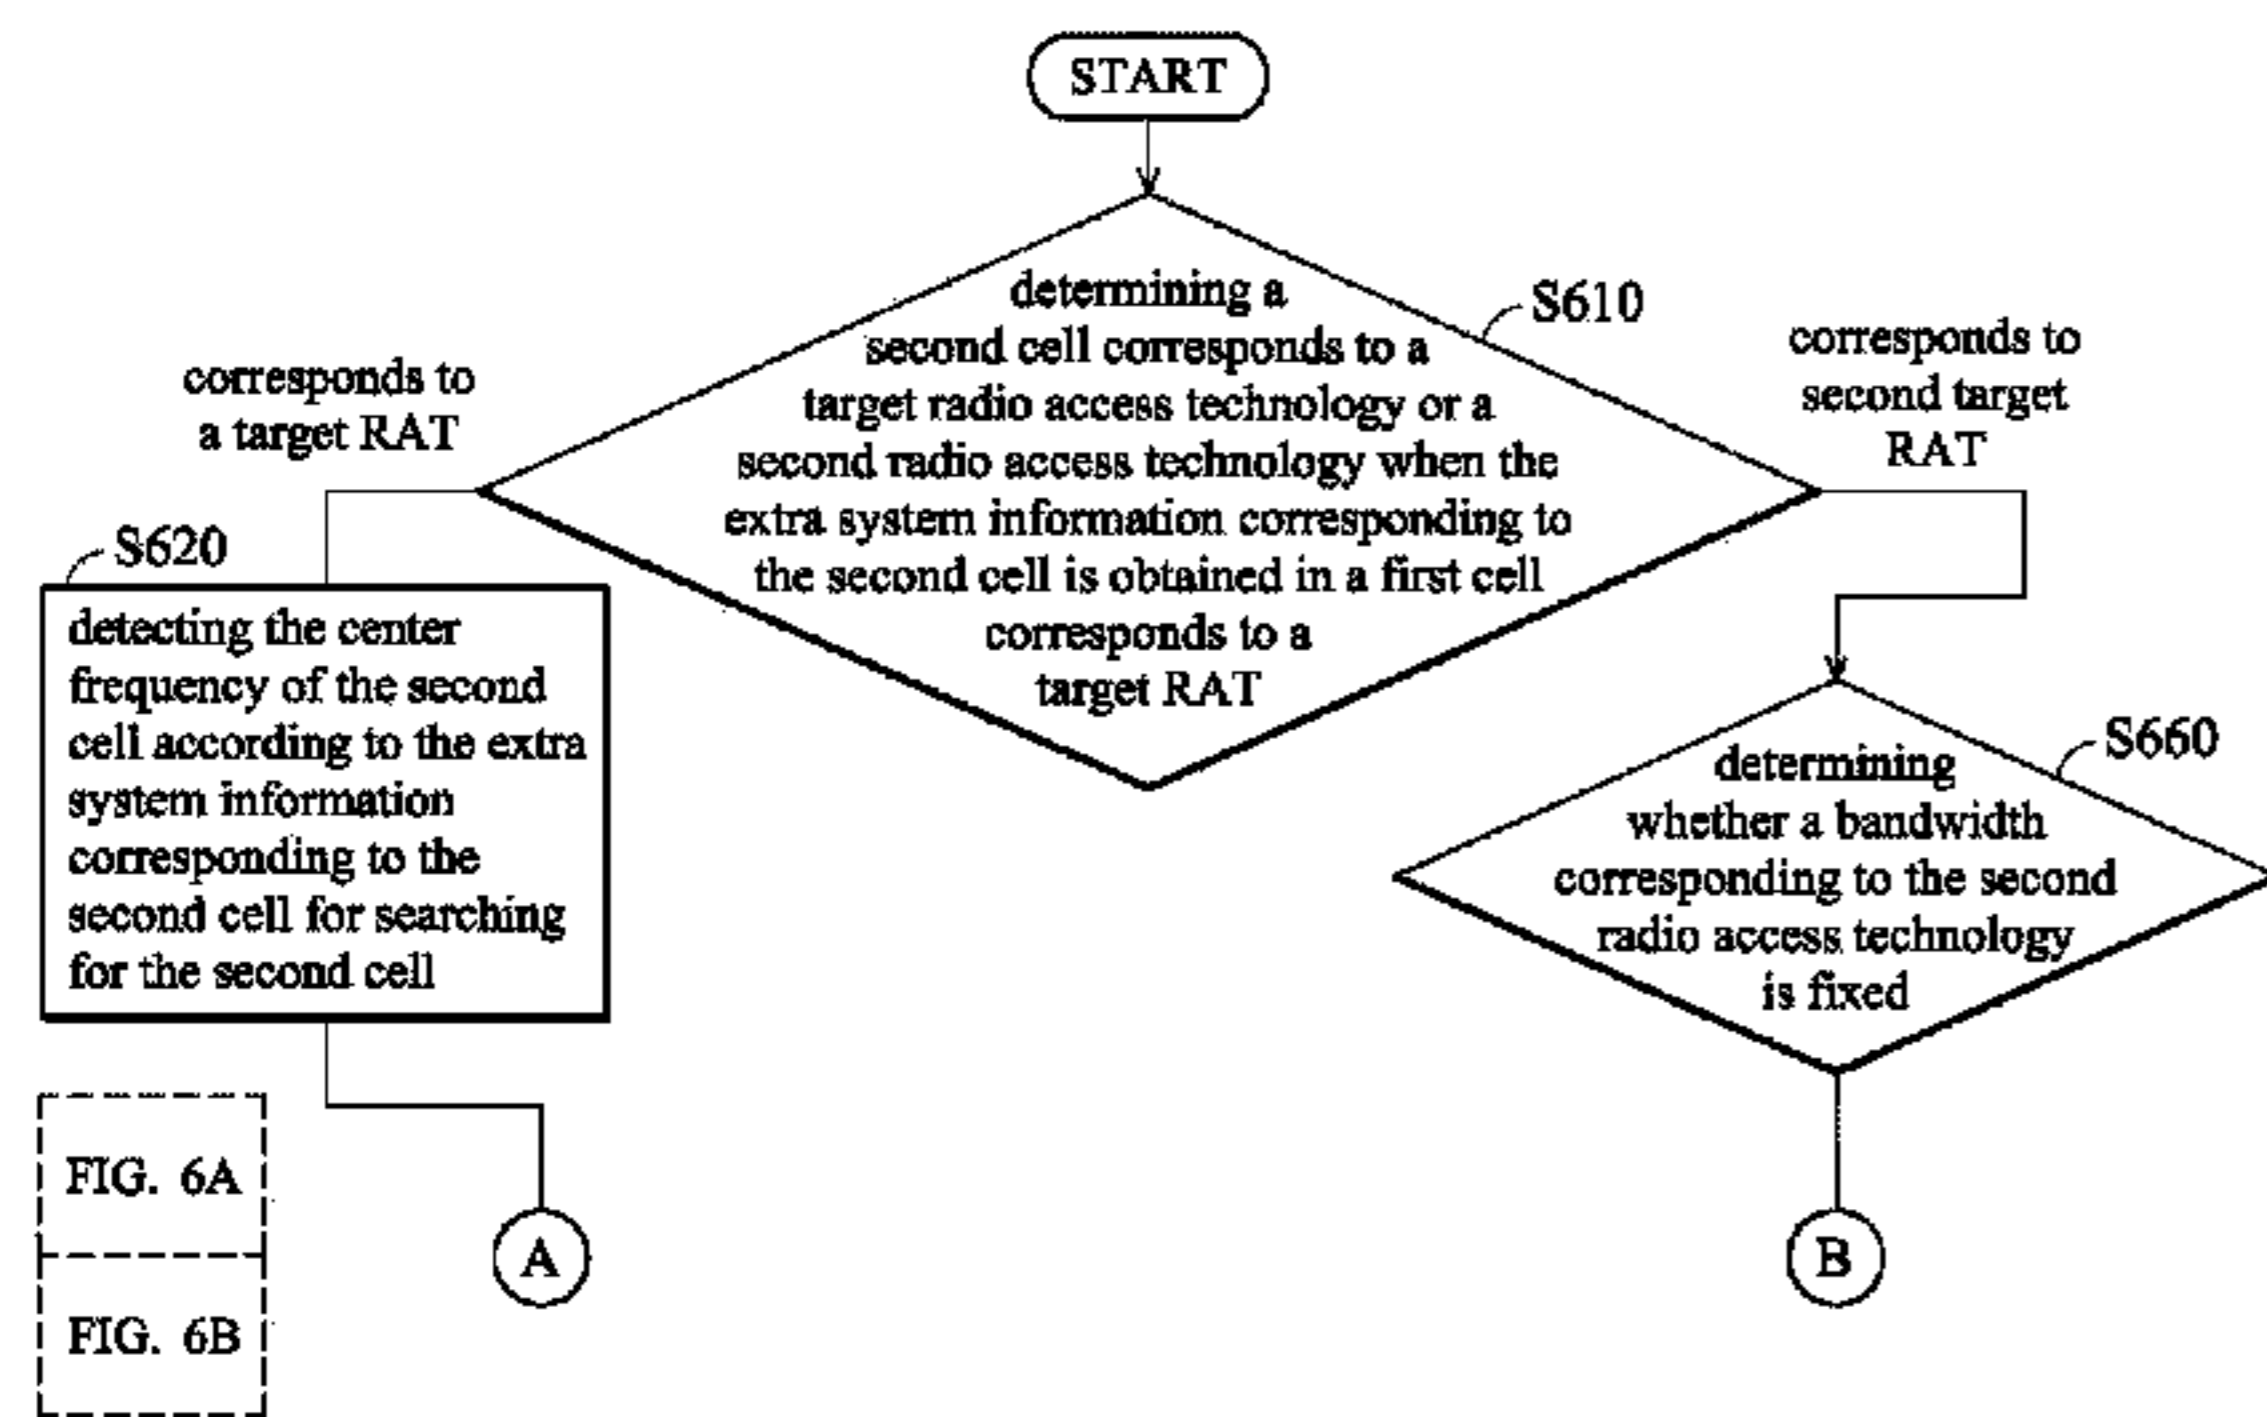 START
determining a
second cell corresponds to a
target radio access technology or a
second radio access technology when the
extra system information corresponding to
the second cell is obtained in a first cell
corresponds to a
target RAT
S610
corresponds to
a target RAT
corresponds to
second target
RAT
S620
detecting the center
frequency of the second
cell according to the extra
system information
corresponding to the
second cell for searching
for the second cell
S660
determining
whether a bandwidth
corresponding to the second
radio access technology
is fixed
A
B
FIG. 6A
FIG. 6B